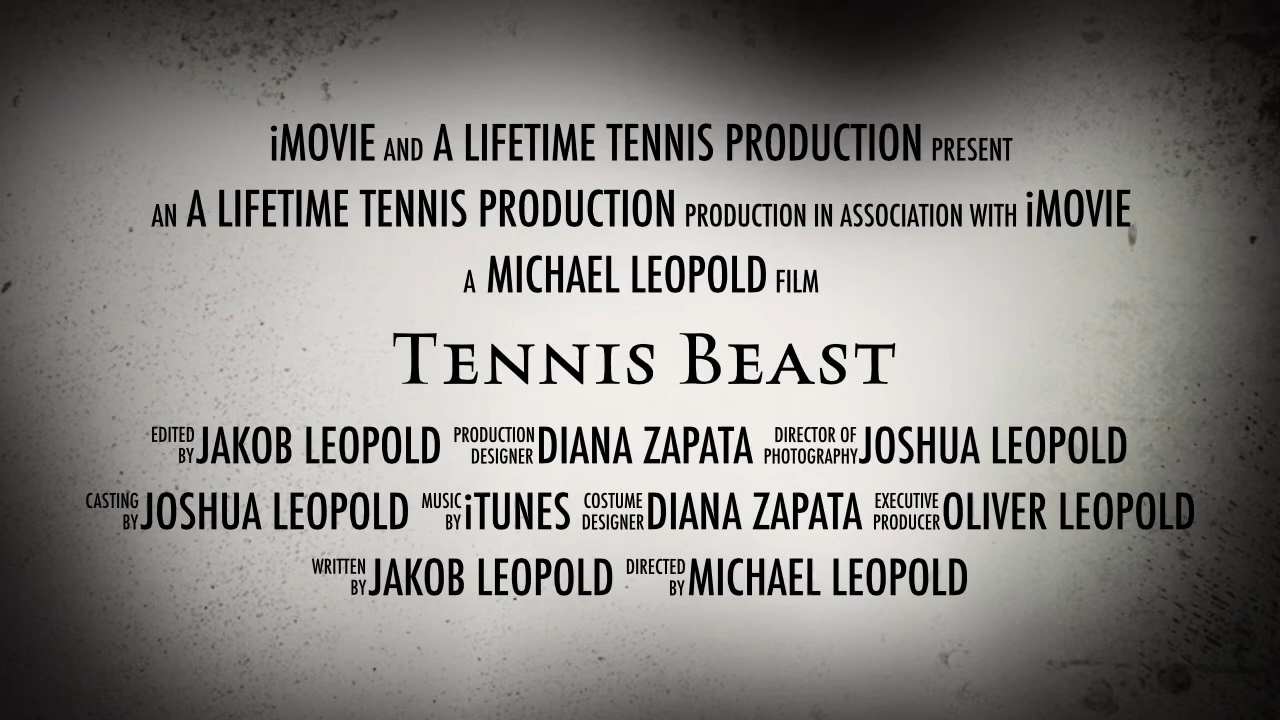 iMOVIE AND A LIFETIME TENNIS PRODUCTION PRESENT
AN A LIFETIME TENNIS PRODUCTION PRODUCTION IN ASSOCIATION WITH iMOVIE
A MICHAEL LEOPOLD FILM
TENNIS BEAST
EDITED BY JAKOB LEOPOLD PRODUCTION DESIGNER DIANA ZAPATA DIRECTOR OF PHOTOGRAPHY JOSHUA LEOPOLD
CASTING BY JOSHUA LEOPOLD MUSIC BY iTUNES COSTUME DESIGNER DIANA ZAPATA EXECUTIVE PRODUCER OLIVER LEOPOLD
WRITTEN BY JAKOB LEOPOLD DIRECTED BY MICHAEL LEOPOLD